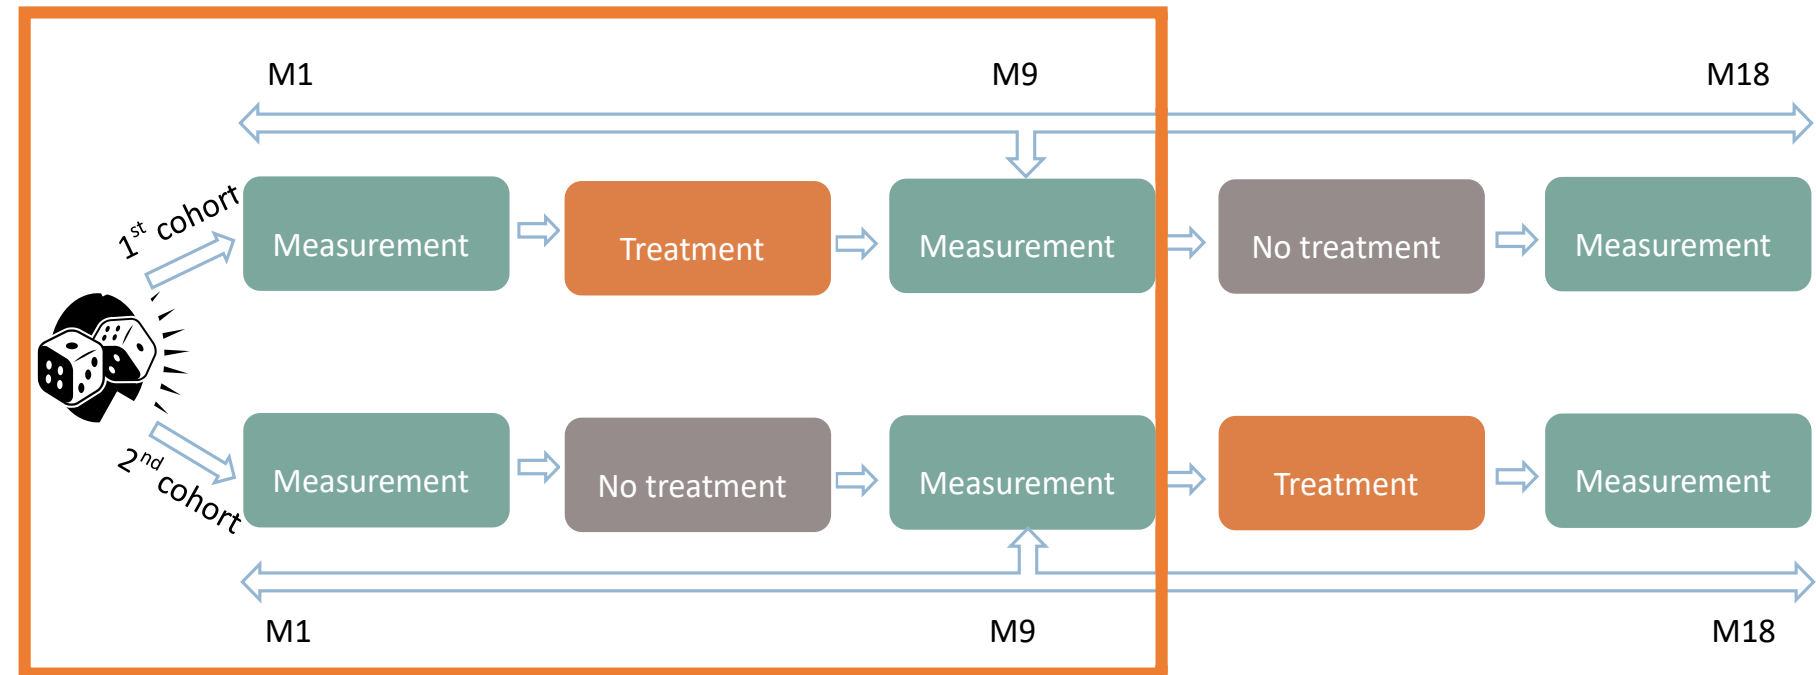 M1
M9
M18
1st cohort
Measurement
Treatment
Measurement
No treatment
Measurement
2nd cohort
Measurement
No treatment
Measurement
Treatment
Measurement
M1
M9
M18